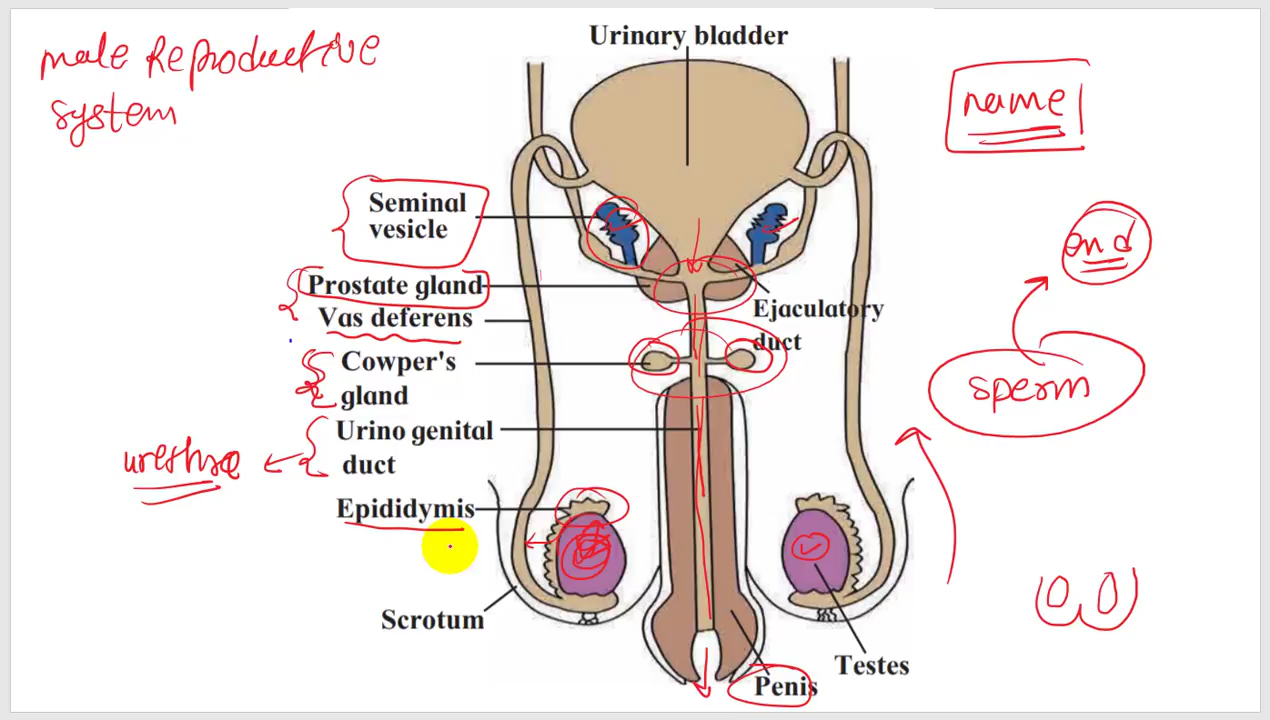 male Reproductive
system
Urinary bladder
name
Seminal
vesicle
end
Prostate gland
Ejaculatory
duct
Vas deferens
Cowper's
gland
sperm
Urino genital
duct
urethra
Epididymis
Scrotum
Testes
Penis